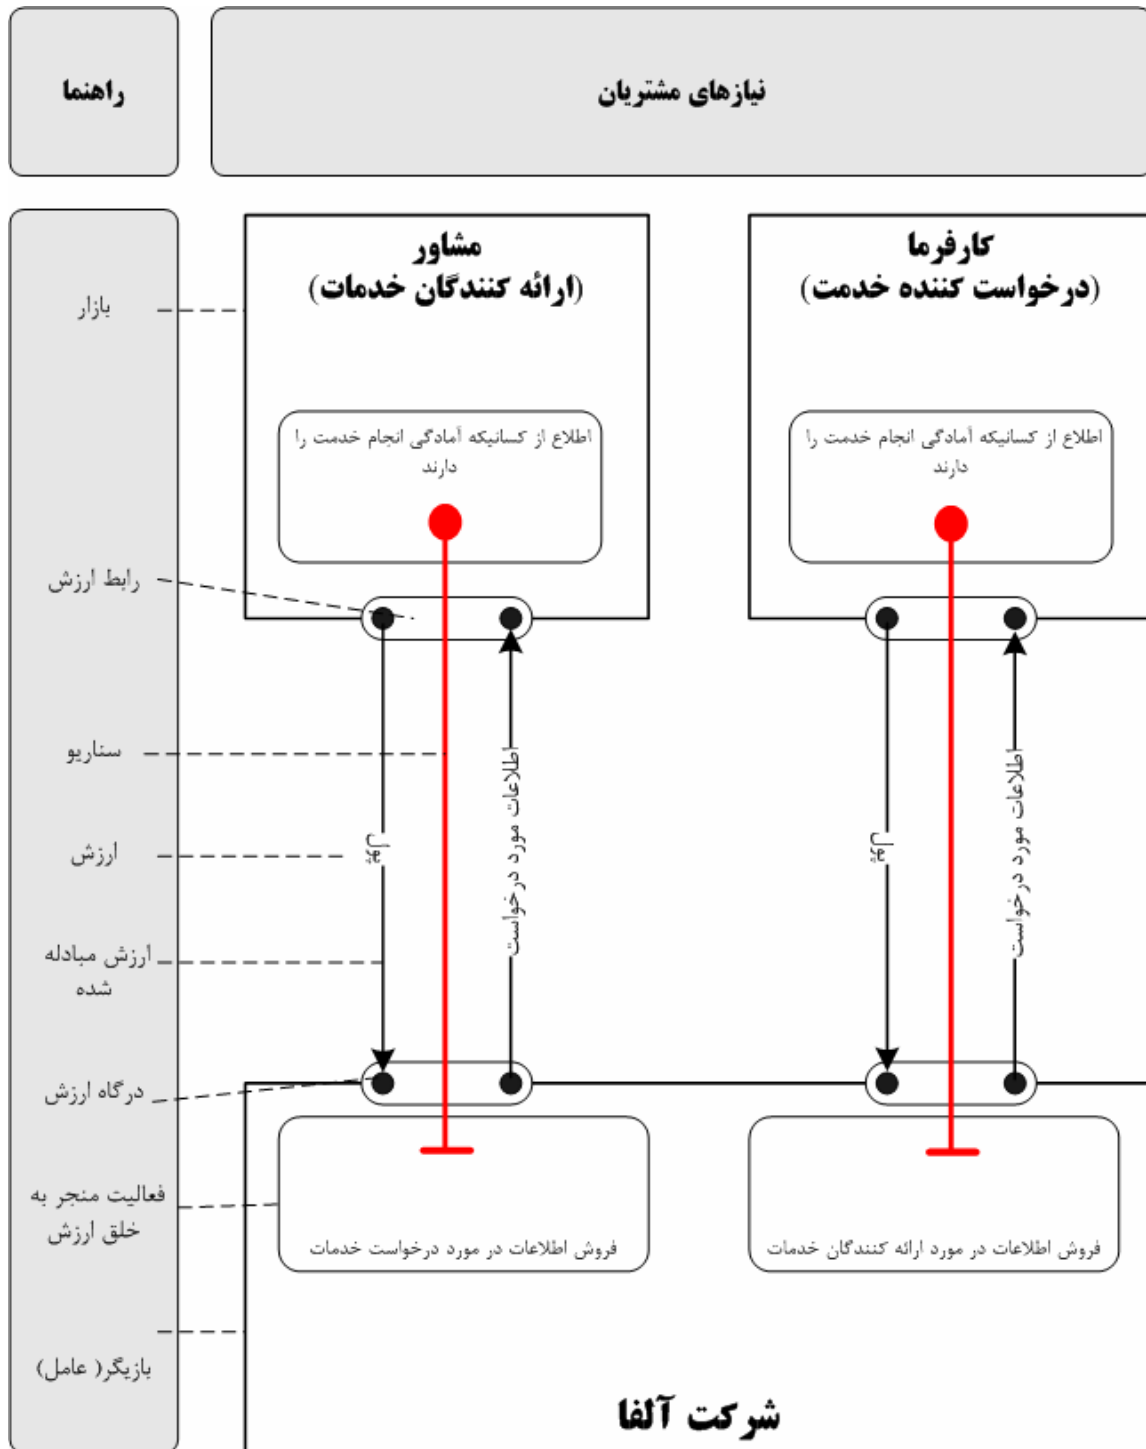 نیازهای مشتریان
راهنما
کارفرما
(درخواست کننده خدمت)
اطلاع از کسانیکه آمادگی انجام خدمت را
دارند
مشاور
(ارائه کنندگان خدمات)
اطلاع از کسانیکه آمادگی انجام خدمت را
دارند
بازار
رابط ارزش
سناریو
ارزش
ارزش مبادله
شده
درگاه ارزش
فعالیت منجر به
خلق ارزش
بازیگر( عامل)
اطلاعات مورد درخواست
پول
اطلاعات مورد درخواست
پول
فروش اطلاعات در مورد ارائه کنندگان خدمات
فروش اطلاعات در مورد درخواست خدمات
شرکت آلفا